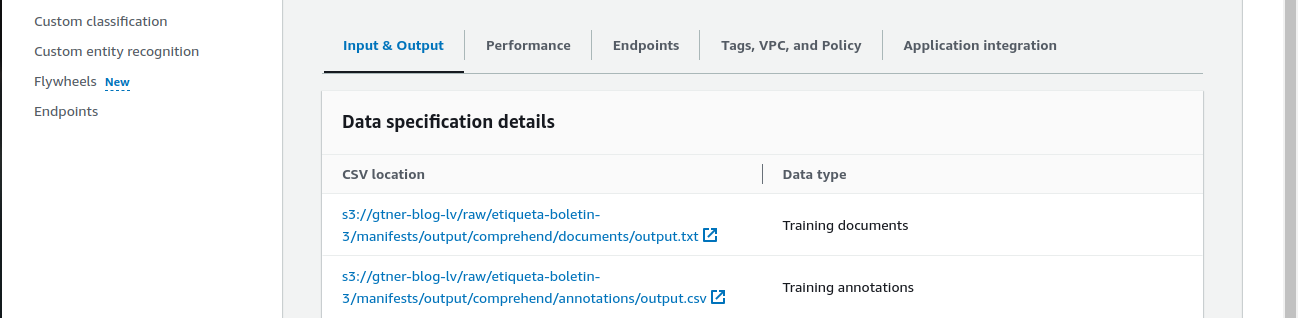 Custom classification
Custom entity recognition
Flywheels New
Endpoints
Input & Output
Performance
Endpoints
Tags, VPC, and Policy
Application integration
Data specification details
CSV location
Data type
s3://gtner-blog-lv/raw/etiqueta-boletin-
3/manifests/output/comprehend/documents/output.txt
Training documents
s3://gtner-blog-lv/raw/etiqueta-boletin-
3/manifests/output/comprehend/annotations/output.csv
Training annotations